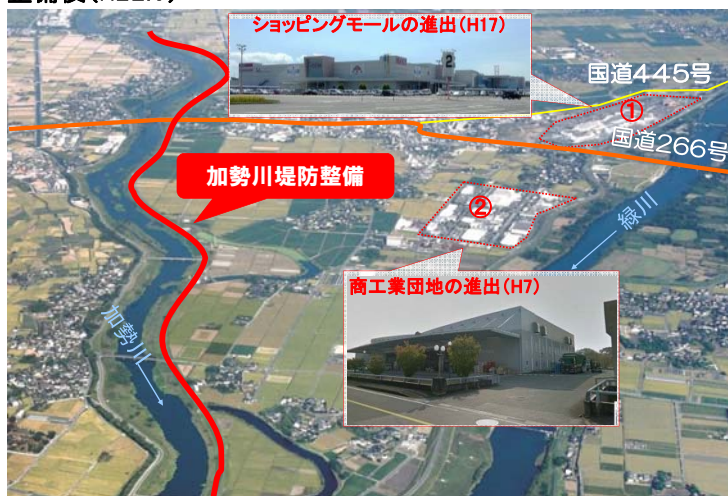 ショッピングモールの進出(H17)
国道445号
①
国道266号
加勢川堤防整備
②
緑川
商工業団地の進出(H7)
加勢川